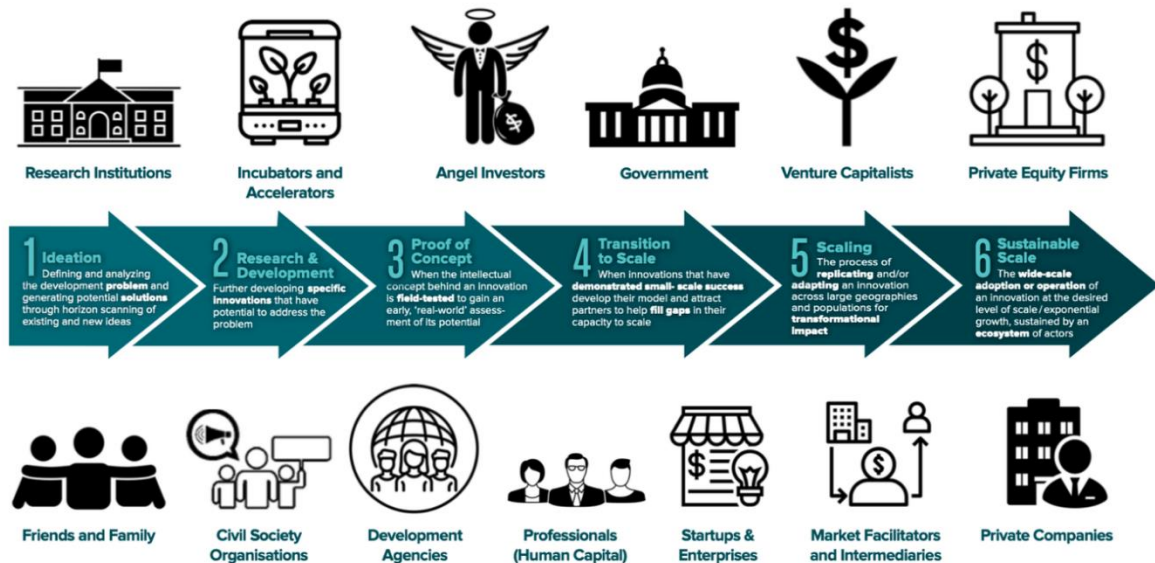 Research Institutions
Incubators and
Accelerators
Angel Investors
Government
Venture Capitalists
Private Equity Firms
1 Ideation
Defining and analyzing
the development problem and
generating potential solutions
through horizon scanning of
existing and new ideas
2 Research &
Development
Further developing specific
innovations that have
potential to address the
problem
3 Proof of
Concept
When the intellectual
concept behind an innovation
is field-tested to gain an
early, 'real-world' assess-
ment of its potential
4 Transition
to Scale
When innovations that have
demonstrated small- scale success
develop their model and attract
partners to help fill gaps in their
capacity to scale
5 Scaling
The process of
replicating and/or
adapting an innovation
across large geographies
and populations for
transformational
impact
6 Sustainable
Scale
The wide-scale
adoption or operation of
an innovation at the desired
level of scale/exponential
growth, sustained by an
ecosystem of actors
Friends and Family
Civil Society
Organisations
Development
Agencies
Professionals
(Human Capital)
Startups &
Enterprises
Market Facilitators
and Intermediaries
Private Companies